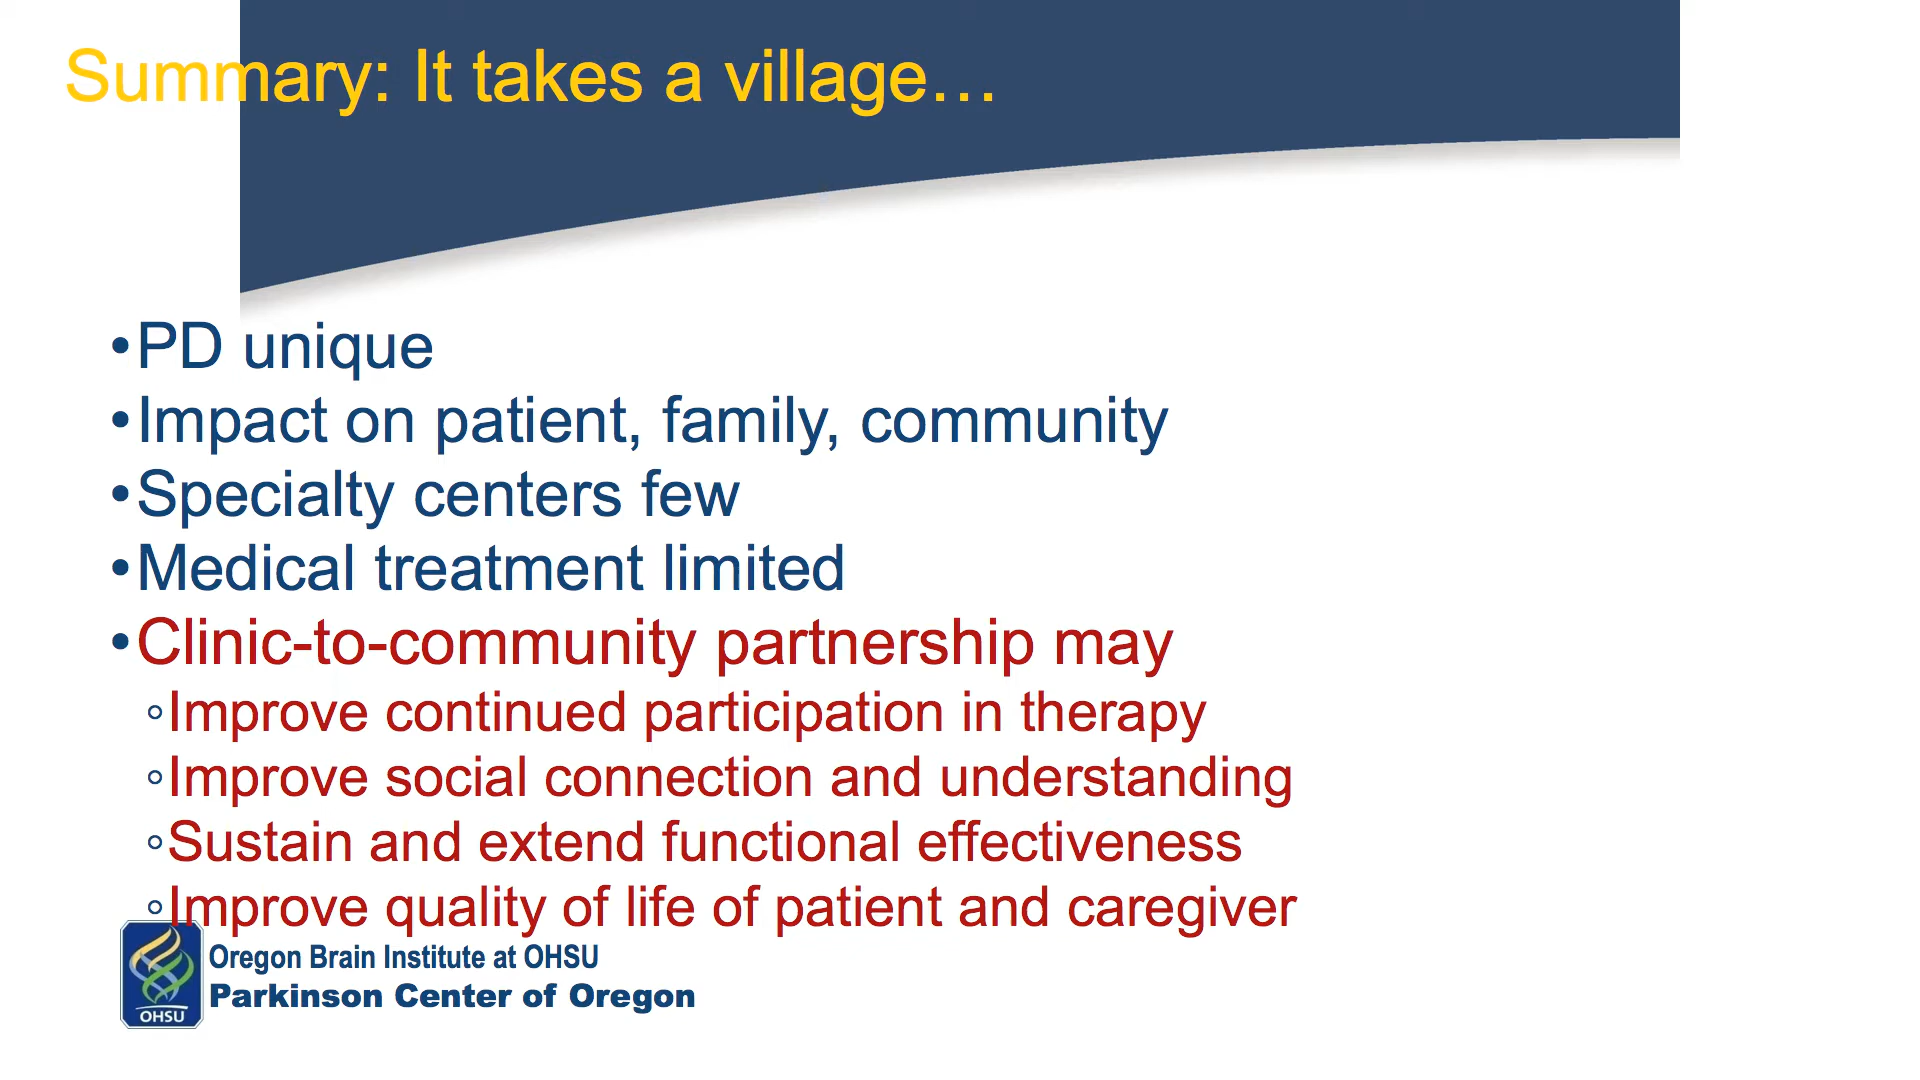 Summary: It takes a village…
•PD unique
•Impact on patient, family, community
•Specialty centers few
•Medical treatment limited
•Clinic-to-community partnership may
◦Improve continued participation in therapy
◦Improve social connection and understanding
◦Sustain and extend functional effectiveness
◦Improve quality of life of patient and caregiver
Oregon Brain Institute at OHSU
Parkinson Center of Oregon
OHSU